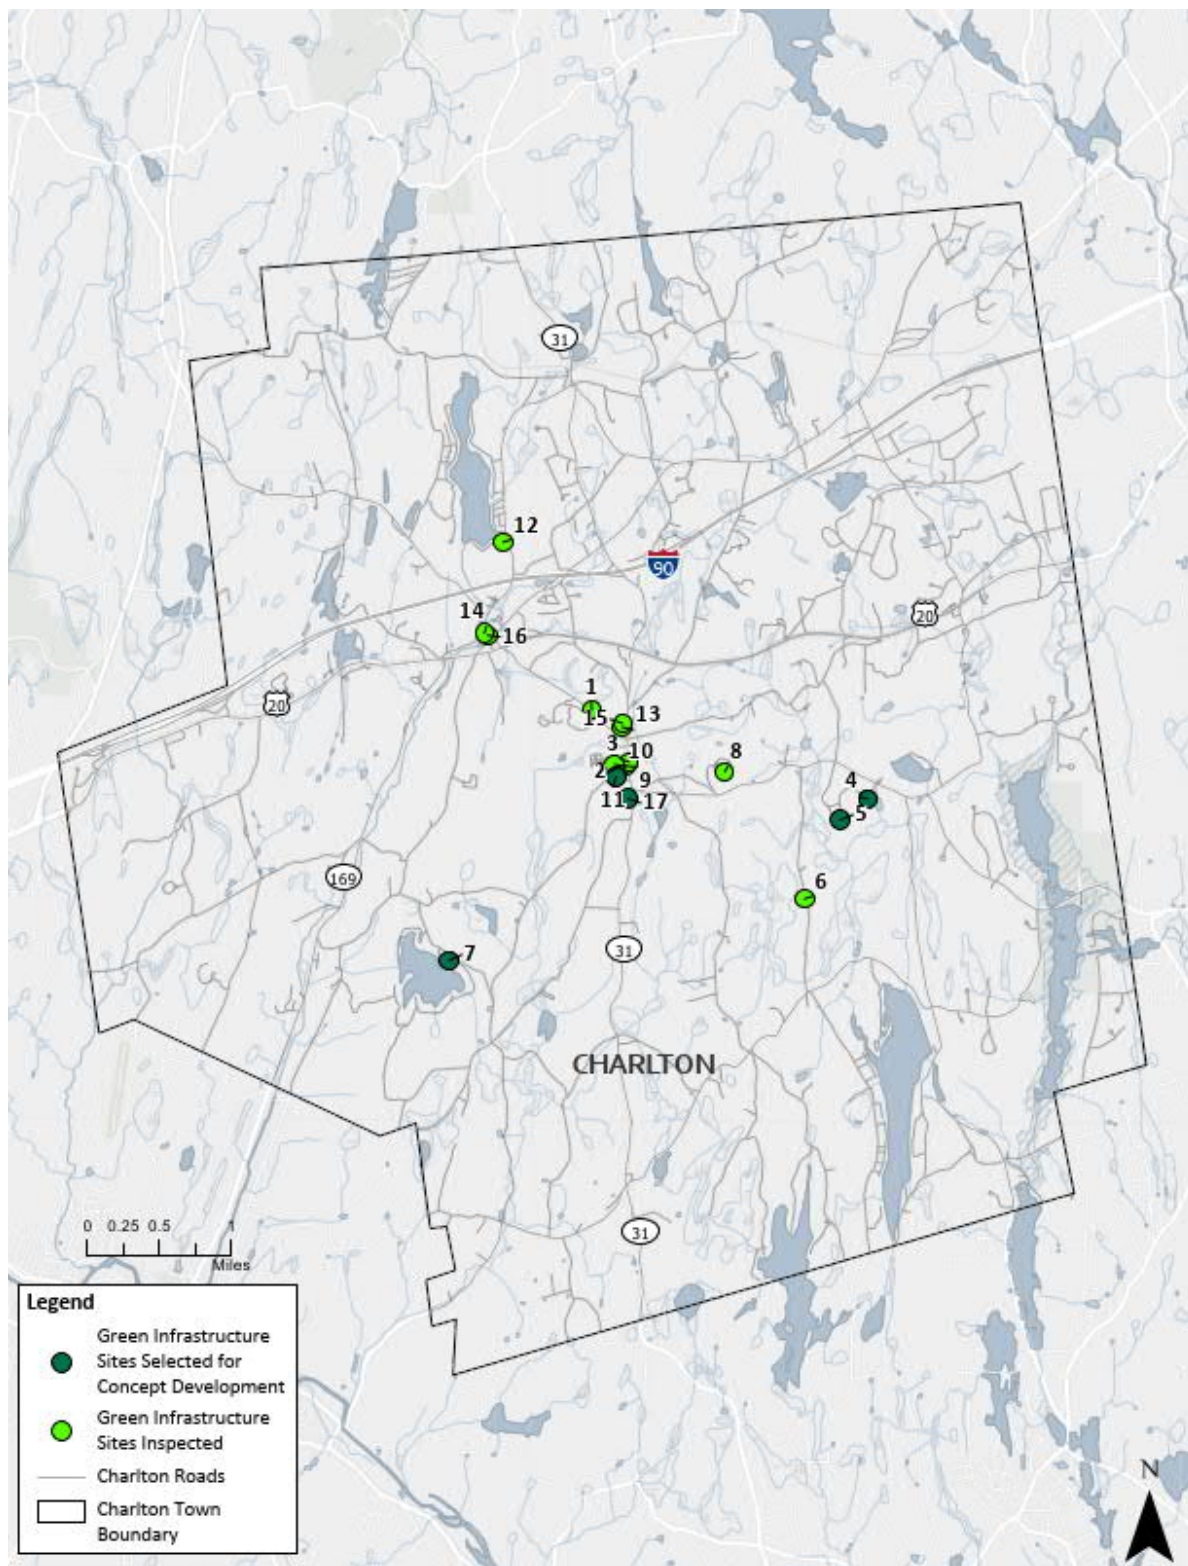 31
12
90
14
16
20
20
1
15
13
3
10
8
2
9
4
11
17
5
169
6
7
31
CHARLTON
31
0 0.25 0.5 1
Miles
Legend
Green Infrastructure
Sites Selected for
Concept Development
Green Infrastructure
Sites Inspected
Charlton Roads
Charlton Town
Boundary
N